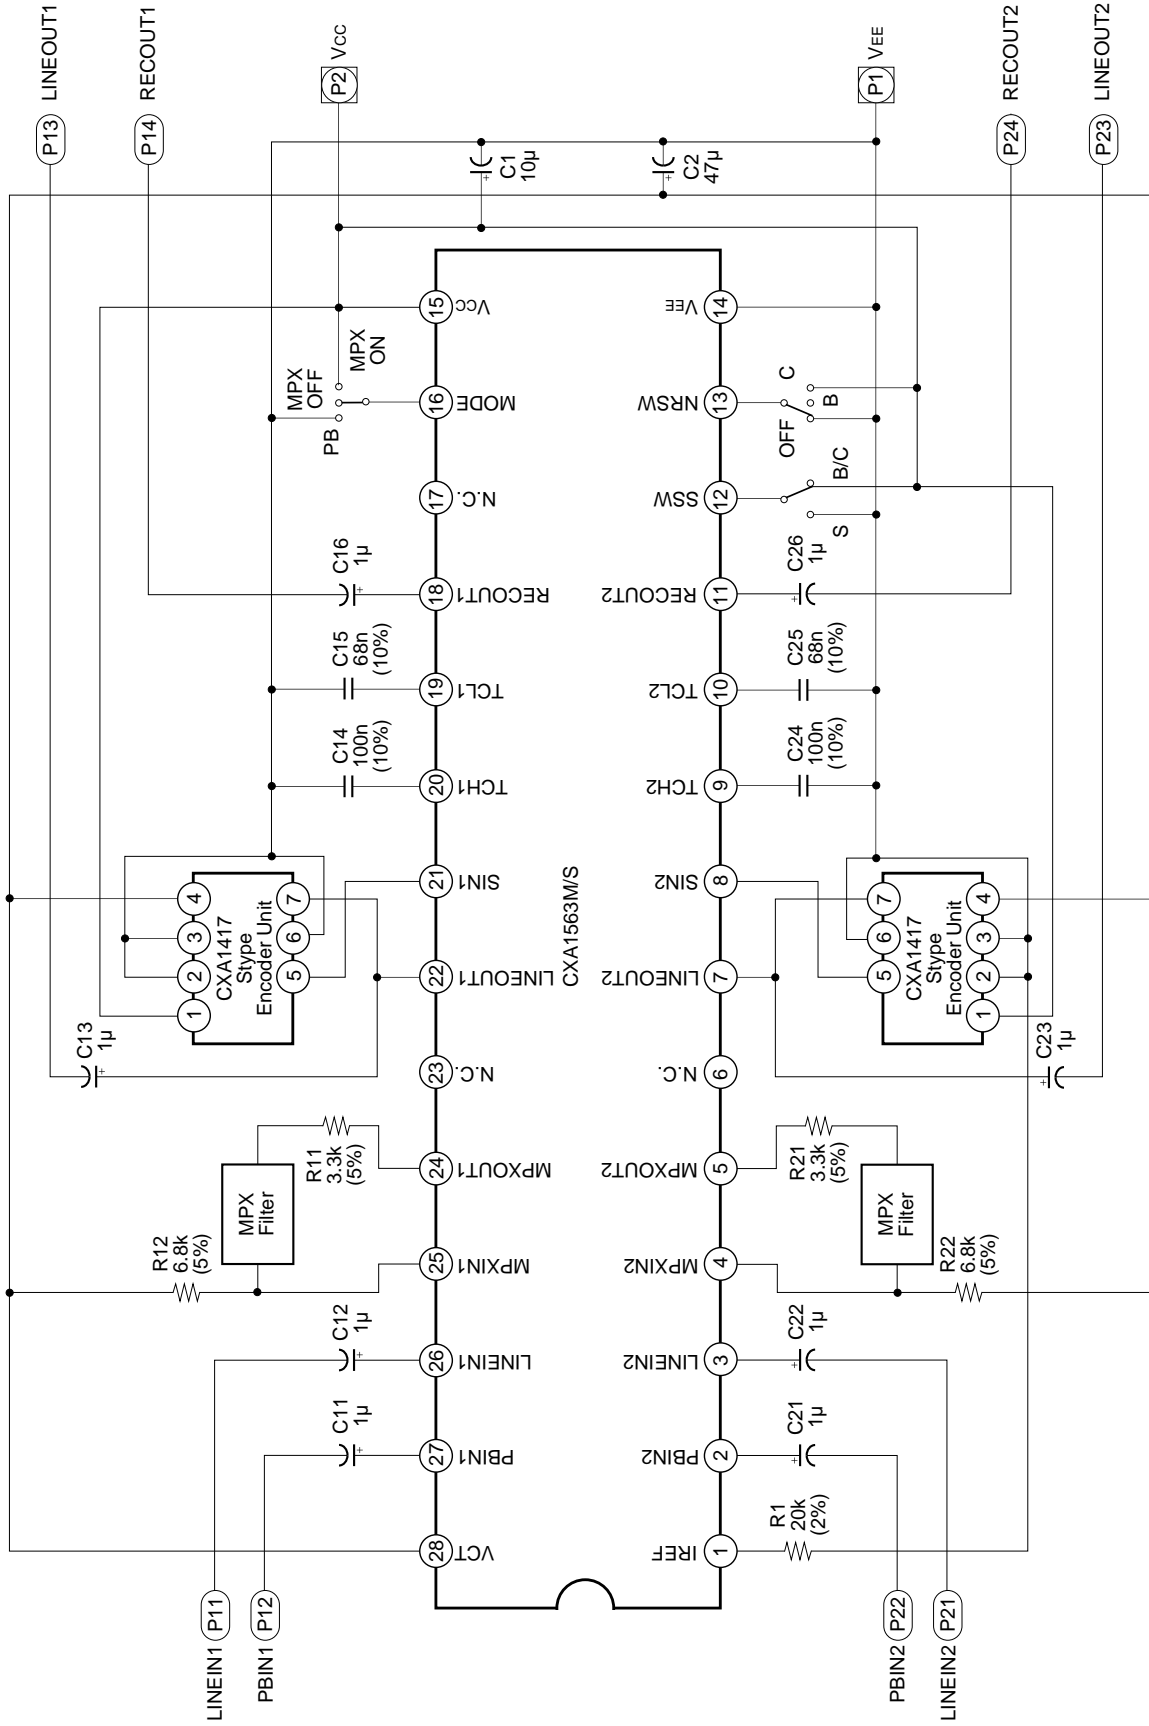 LINEOUT1
P13
RECOUT1
P14
VCC
P2
VEE
P1
RECOUT2
P24
LINEOUT2
P23
C1
10µ
C2
47µ
15
VCC
14
VEE
MPX
ON
MPX
OFF
PB
16
MODE
13
NRSW
C
B
OFF
17
N.C.
12
SSW
B/C
S
C16
1µ
18
RECOUT1
11
RECOUT2
C26
1µ
C15
68n
(10%)
19
TCL1
10
TCL2
C25
68n
(10%)
C14
100n
(10%)
20
TCH1
9
TCH2
C24
100n
(10%)
4
3
2
1
CXA1417
Stype
Encoder Unit
7
6
5
21
SIN1
8
SIN2
7
6
5
CXA1417
Stype
Encoder Unit
4
3
2
1
22
LINEOUT1
CXA1563M/S
7
LINEOUT2
C13
1µ
23
N.C.
6
N.C.
C23
1µ
R11
3.3k
(5%)
24
MPXOUT1
5
MPXOUT2
R21
3.3k
(5%)
MPX
Filter
MPX
Filter
R12
6.8k
(5%)
25
MPXIN1
4
MPXIN2
R22
6.8k
(5%)
C12
1µ
26
LINEIN1
3
LINEIN2
C22
1µ
C11
1µ
27
PBIN1
2
PBIN2
C21
1µ
28
VCT
1
IREF
R1
20k
(2%)
LINEIN1
P11
PBIN1
P12
PBIN2
P22
LINEIN2
P21